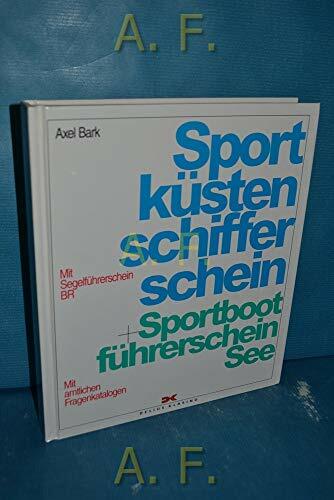 A. F.
Axel Bark
Sport
küsten
schiffer
schein
Mit
Segelführerschein
BR
A. F.
+Sportboot
führerschein
See
Mit
amtlichen
Fragenkatalogen
DELIUS KLASING
A. F.